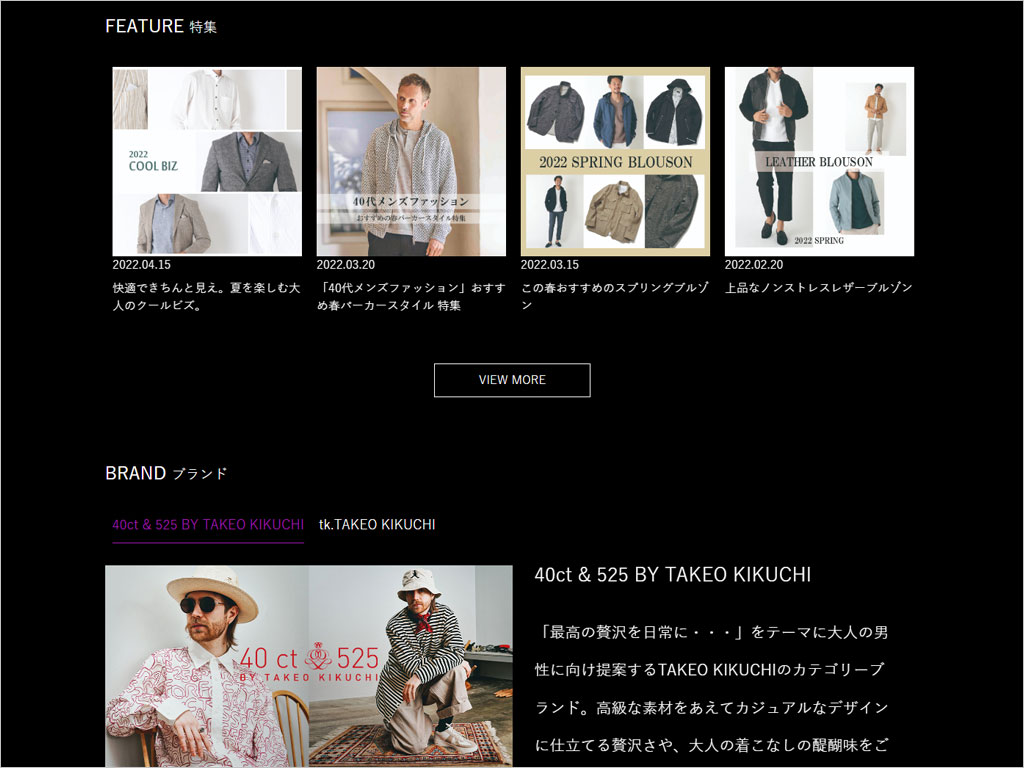 FEATURE 特集
2022
COOL BIZ
40代メンズファッション
おすすめの春パーカースタイル特集
2022 SPRING BLOUSON
LEATHER BLOUSON
2022 SPRING
2022.04.15
快適できちんと見え。夏を楽しむ大
人のクールビズ。
2022.03.20
「40代メンズファッション」おすす
め春パーカースタイル 特集
2022.03.15
この春おすすめのスプリングブルゾ
ン
2022.02.20
上品なノンストレスレザーブルゾン
VIEW MORE
BRAND ブランド
40ct & 525 BY TAKEO KIKUCHI
tk.TAKEO KIKUCHI
40 ct 525
BY TAKEO KIKUCHI
40ct & 525 BY TAKEO KIKUCHI
「最高の贅沢を日常に・・・」をテーマに大人の男
性に向け提案するTAKEO KIKUCHIのカテゴリーブ
ランド。高級な素材をあえてカジュアルなデザイン
に仕立てる贅沢さや、大人の着こなしの醍醐味をご